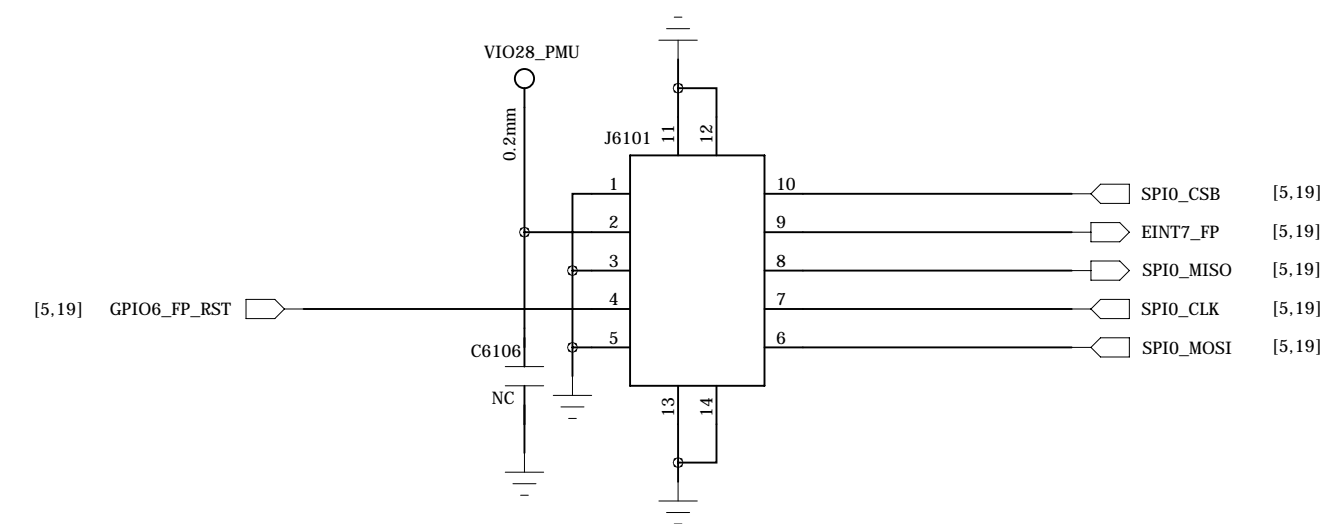 VIO28_PMU
0.2mm
J6101
11
12
1
10
SPI0_CSB
[5,19]
2
9
EINT7_FP
[5,19]
3
8
SPI0_MISO
[5,19]
[5,19]
GPIO6_FP_RST
4
7
SPI0_CLK
[5,19]
5
6
SPI0_MOSI
[5,19]
C6106
NC
13
14